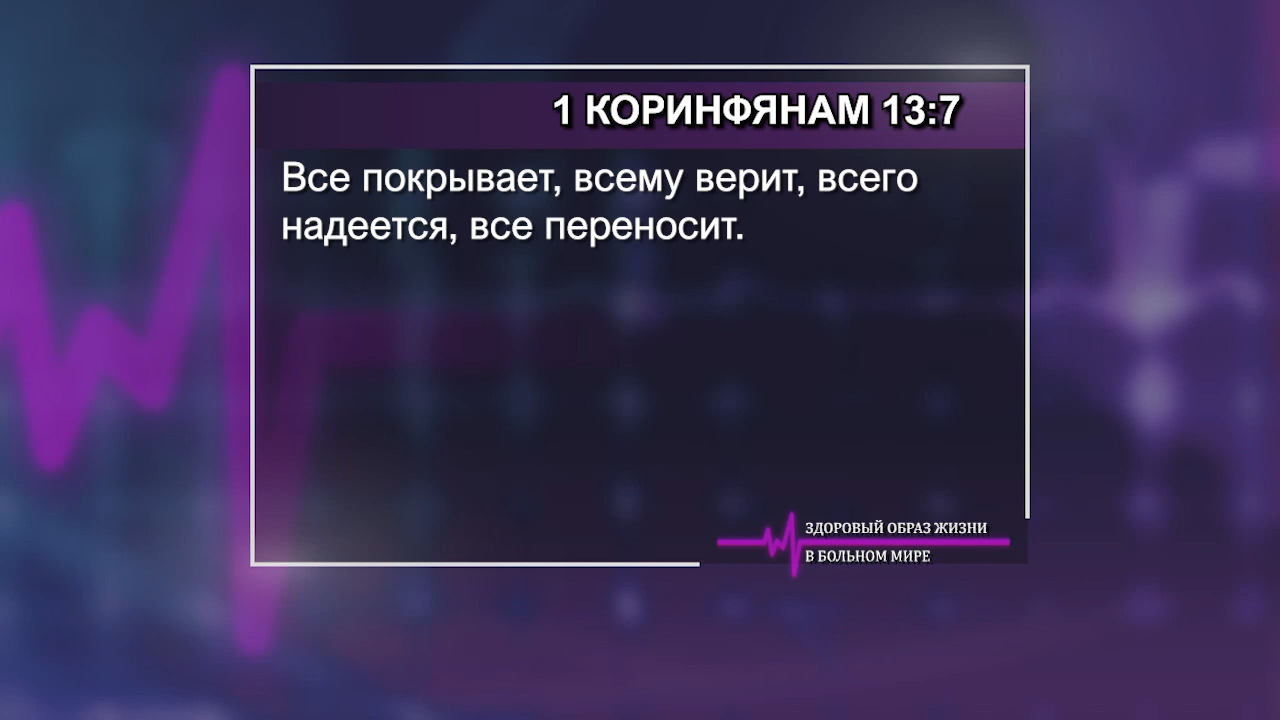 1 КОРИНФЯНАМ 13:7
Все покрывает, всему верит, всего
надеется, все переносит.
ЗДОРОВЫЙ ОБРАЗ ЖИЗНИ
В БОЛЬНОМ МИРЕ